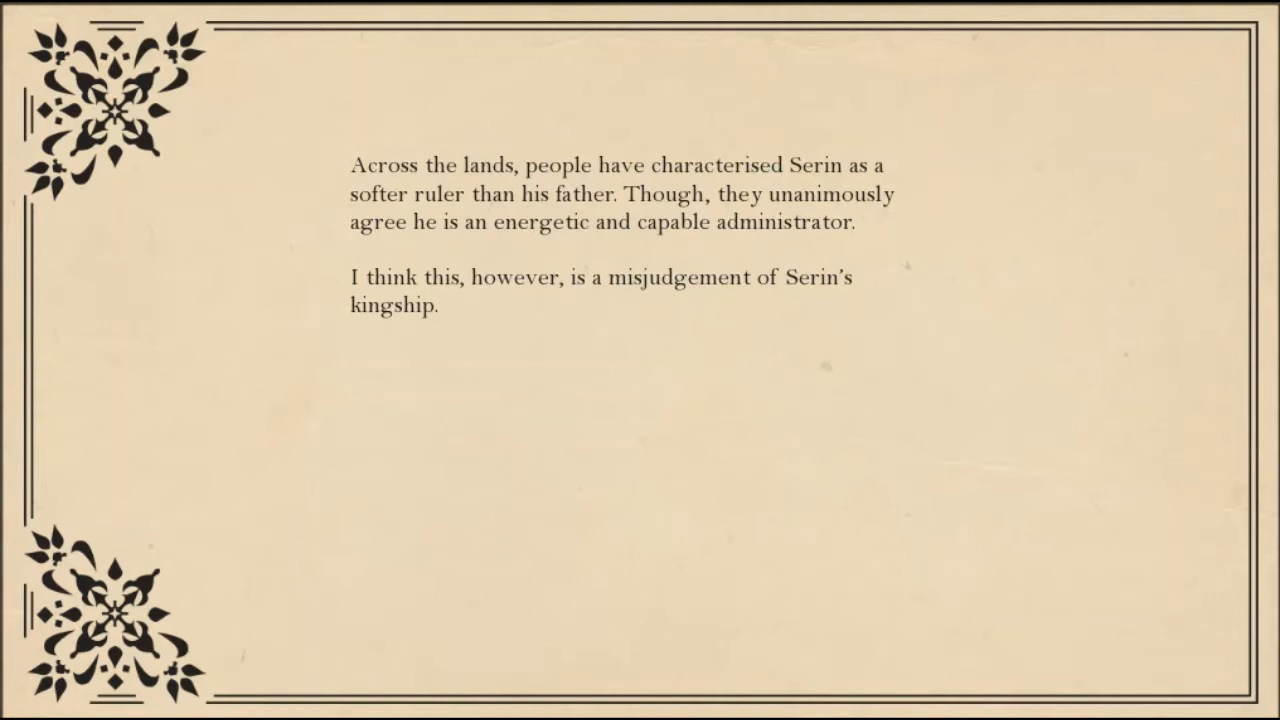 Across the lands, people have characterised Serin as a
softer ruler than his father. Though, they unanimously
agree he is an energetic and capable administrator.
I think this, however, is a misjudgement of Serin's
kingship.